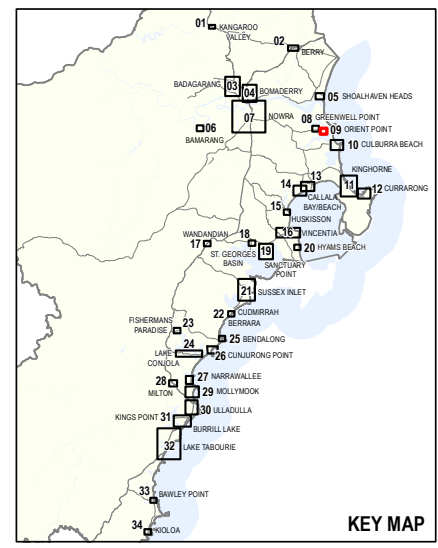 01
KANGAROO
VALLEY
02
BERRY
BADAGARANG
03
04
BOMADERRY
05 SHOALHAVEN HEADS
07
NOWRA
GREENWELL POINT
08
09 ORIENT POINT
06
BAMARANG
10 CULBURRA BEACH
KINGHORNE
11
12 CURRARONG
13
14
CALLALA
BAY/BEACH
15
HUSKISSON
16
VINCENTIA
WANDANDIAN
17
18
ST. GEORGES
BASIN
19
SANCTUARY
POINT
20 HYAMS BEACH
21
SUSSEX INLET
22 CUDMIRRAH
BERRARA
FISHERMANS
PARADISE
23
24
LAKE
CONJOLA
25 BENDALONG
26 CUNJURONG POINT
27 NARRAWALLEE
28
MILTON
29 MOLLYMOOK
30 ULLADULLA
KINGS POINT 31
BURRILL LAKE
32 LAKE TABOURIE
33 BAWLEY POINT
34 KIOLOA
KEY MAP